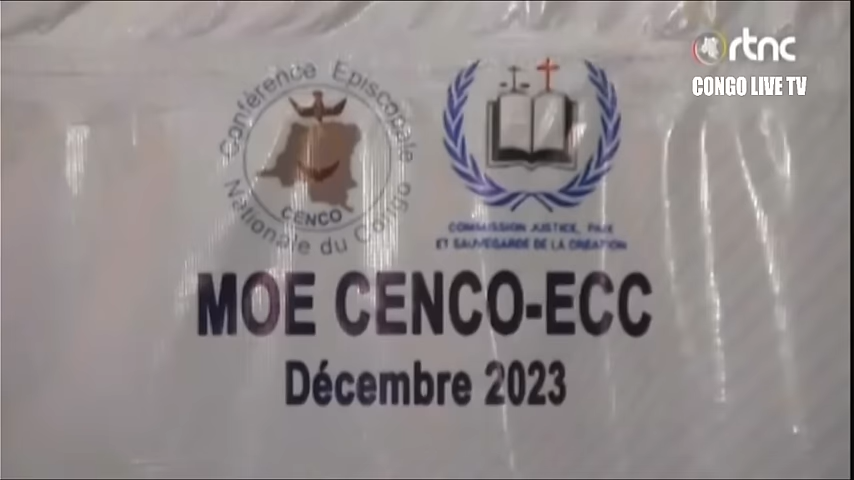 rtnc
CONGO LIVE TV
Conférence Episcopale
Nationale du Congo
CENCO
COMMISSION JUSTICE, PAIX
ET SAUVEGARDE DE LA CRÉATION
MOE CENCO-ECC
Décembre 2023